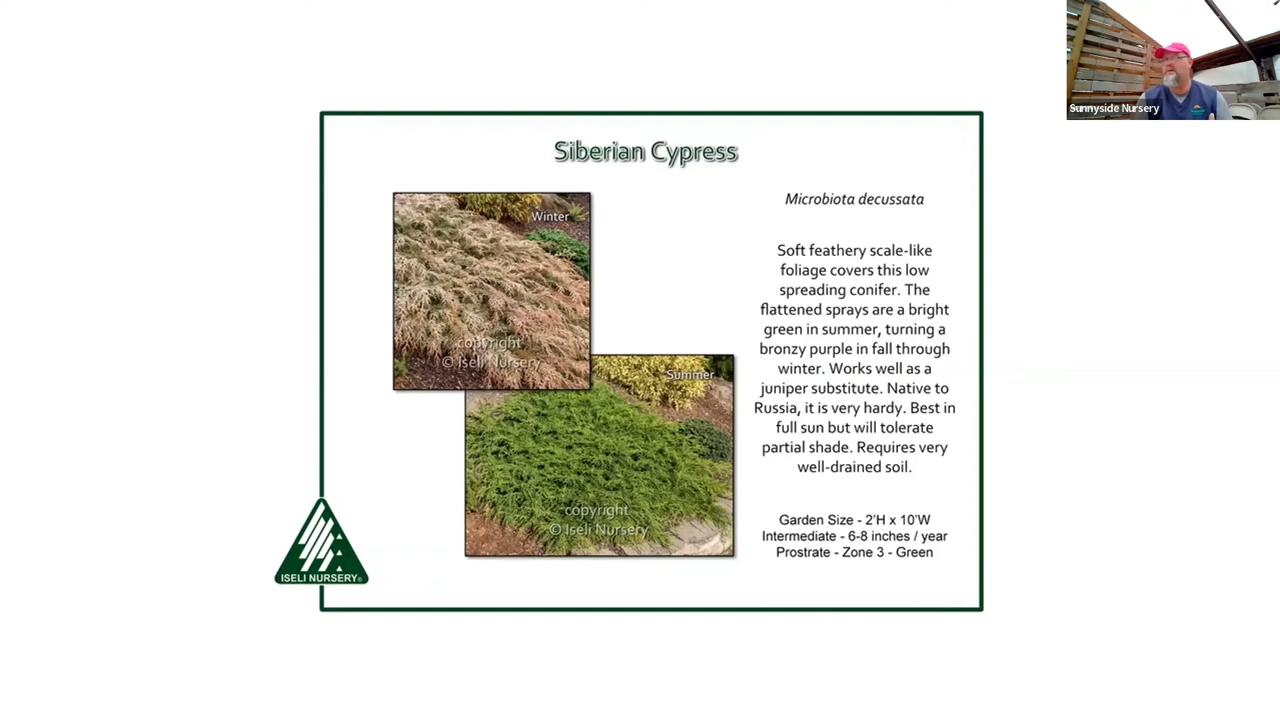 Sunnyside Nursery
Siberian Cypress
Winter
copyright
© Iseli Nursery
Summer
copyright
© Iseli Nursery
Microbiota decussata
Soft feathery scale-like
foliage covers this low
spreading conifer. The
flattened sprays are a bright
green in summer, turning a
bronzy purple in fall through
winter. Works well as a
juniper substitute. Native to
Russia, it is very hardy. Best in
full sun but will tolerate
partial shade. Requires very
well-drained soil.
Garden Size - 2'H x 10'W
Intermediate - 6-8 inches / year
Prostrate - Zone 3 - Green
ISELI NURSERY